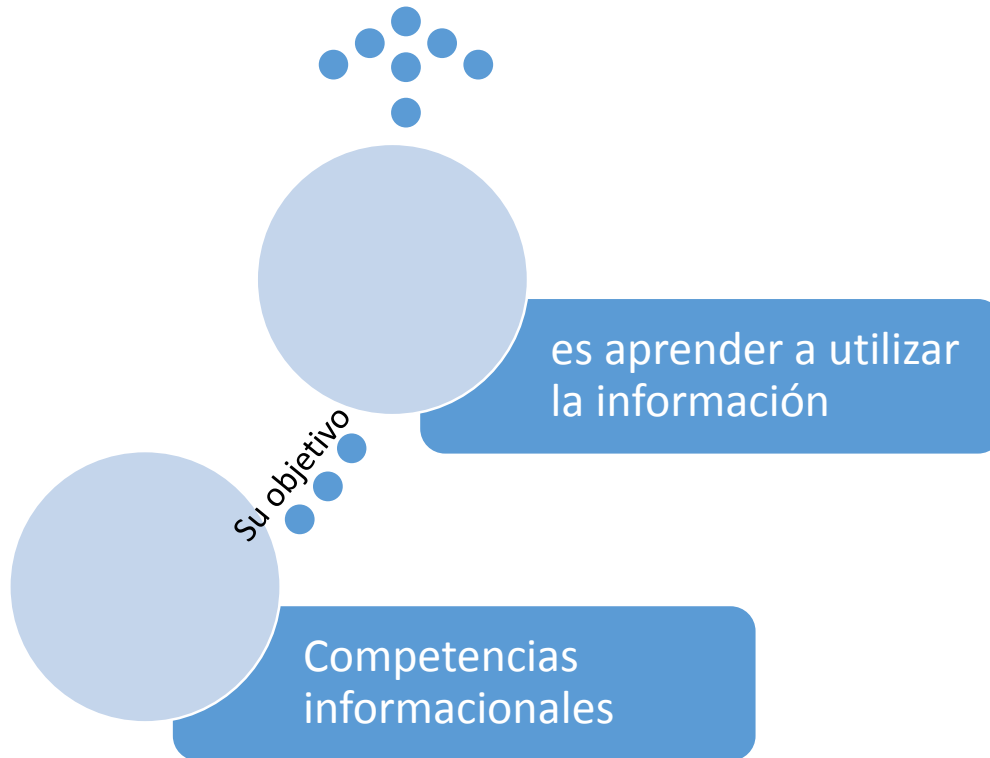 es aprender a utilizar
la información
Su objetivo
Competencias
informacionales